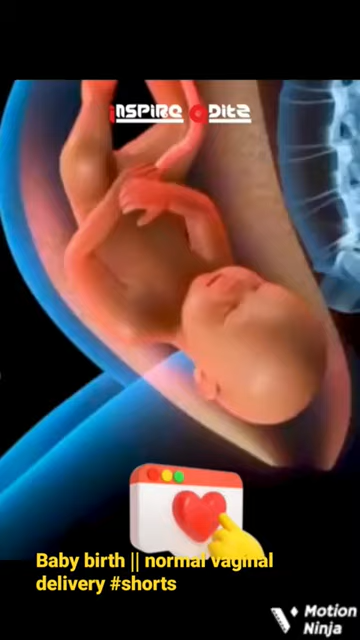 inspire editz
Baby birth || normal vaginal
delivery #shorts
Motion
Ninja